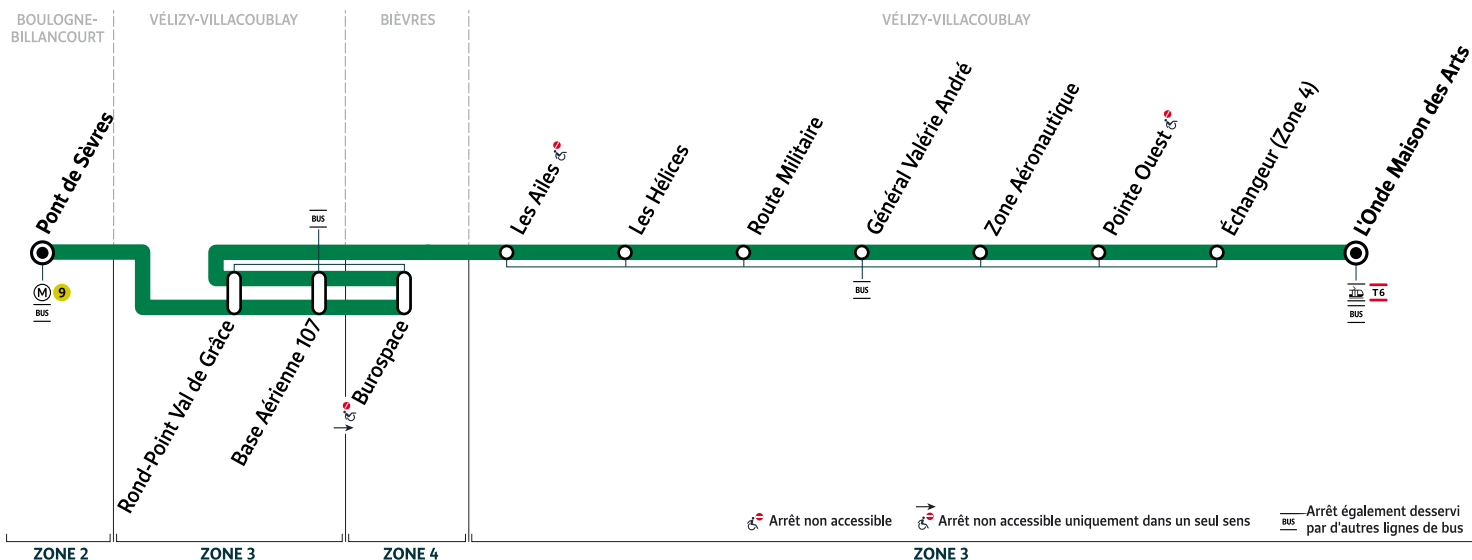 BOULOGNE-
BILLANCOURT
VÉLIZY-VILLACOUBLAY
BIÈVRES
VÉLIZY-VILLACOUBLAY
Pont de Sèvres
M 9
BUS
Rond-Point Val de Grâce
BUS
Base Aérienne 107
Burospace
Les Ailes
Les Hélices
Route Militaire
Général Valérie André
BUS
Zone Aéronautique
Pointe Ouest
Échangeur (Zone 4)
L'Onde Maison des Arts
T6
BUS
Arrêt non accessible
Arrêt non accessible uniquement dans un seul sens
BUS
Arrêt également desservi
par d'autres lignes de bus
ZONE 2
ZONE 3
ZONE 4
ZONE 3